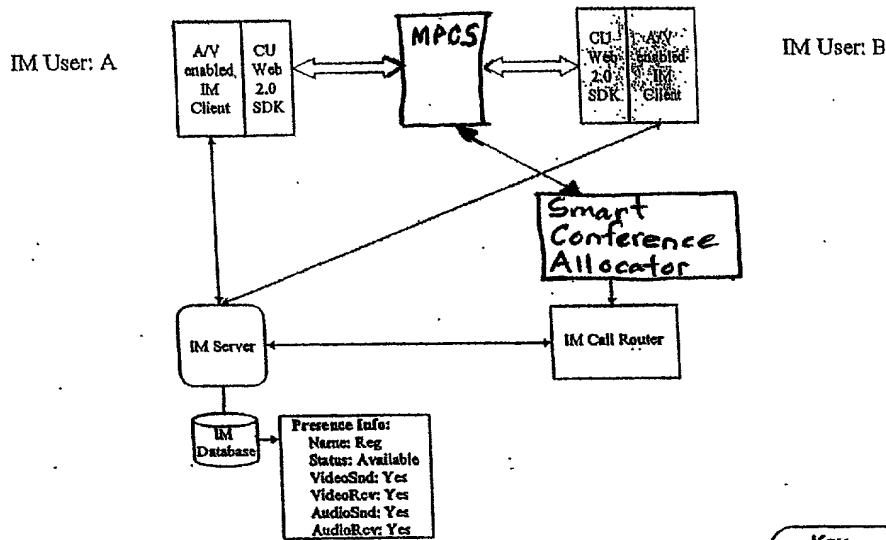 IM User: A
A/V
enabled,
IM
Client
CU
Web
2.0
SDK
MPCS
CU
Web
2.0
SDK
A/V
enabled
IM
Client
IM User: B
Smart
Conference
Allocator
IM Server
IM Call Router
IM
Database
Presence Info:
Name: Reg
Status: Available
VideoSnd: Yes
VideoRcv: Yes
AudioSnd: Yes
AudioRcv: Yes